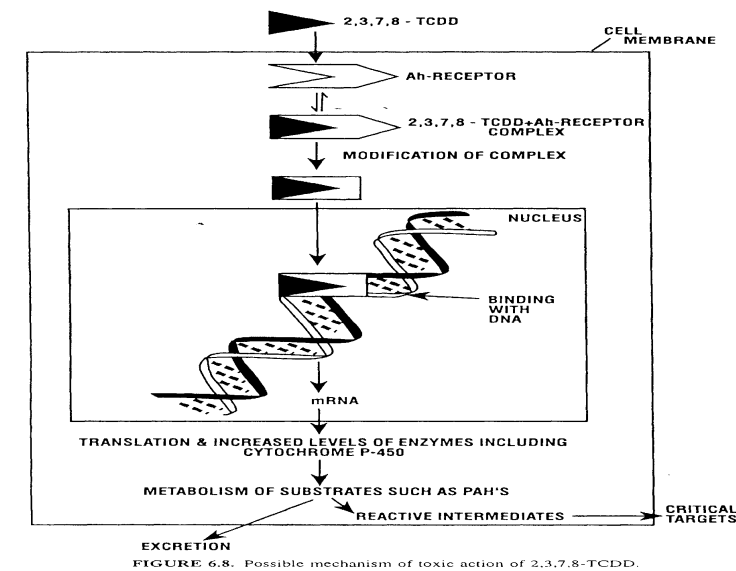 2,3,7,8 - TCDD
CELL
MEMBRANE
Ah-RECEPTOR
2,3,7,8 - TCDD+Ah-RECEPTOR
COMPLEX
MODIFICATION OF COMPLEX
NUCLEUS
BINDING
WITH
DNA
mRNA
TRANSLATION & INCREASED LEVELS OF ENZYMES INCLUDING
CYTOCHROME P-450
METABOLISM OF SUBSTRATES SUCH AS PAH'S
REACTIVE INTERMEDIATES
CRITICAL
TARGETS
EXCRETION
FIGURE 6.8. Possible mechanism of toxic action of 2,3,7,8-TCDD.